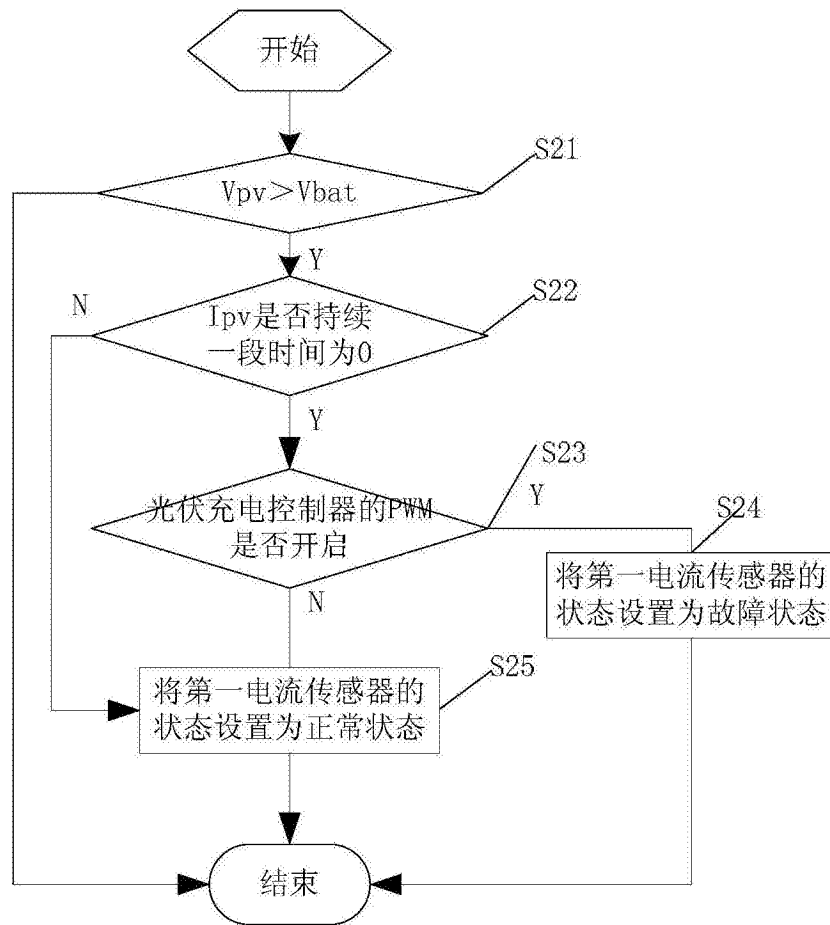 开始
S21
Vpv＞Vbat
Y
N
S22
Ipv是否持续
一段时间为0
Y
S23
Y
S24
光伏充电控制器的PWM
是否开启
将第一电流传感器的
状态设置为故障状态
N
S25
将第一电流传感器的
状态设置为正常状态
结束